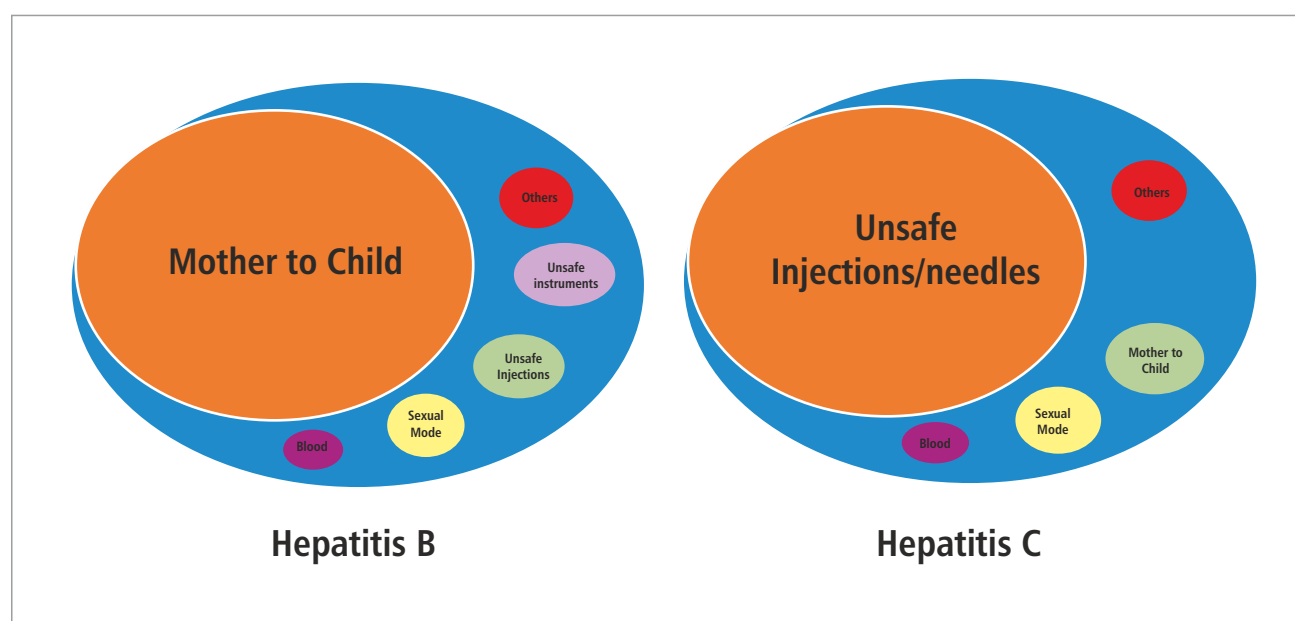 Mother to Child
Others
Unsafe
instruments
Unsafe
Injections
Sexual
Mode
Blood
Hepatitis B
Unsafe
Injections/needles
Others
Mother to
Child
Sexual
Mode
Blood
Hepatitis C